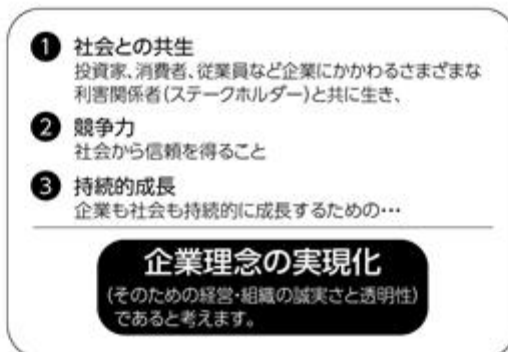 1 社会との共生
投資家、消費者、従業員など企業にかかわるさまざまな
利害関係者(ステークホルダー)と共に生き、
2 競争力
社会から信頼を得ること
3 持続的成長
企業も社会も持続的に成長するための…
企業理念の実現化
(そのための経営・組織の誠実さと透明性)
であると考えます。